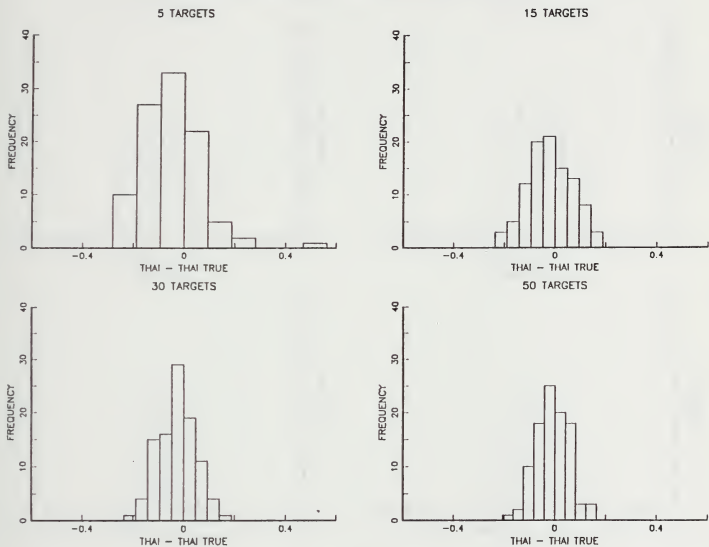 5 TARGETS
FREQUENCY
0 10 20 30 40
-0.4 0 0.4
THAI - THAI TRUE
15 TARGETS
FREQUENCY
0 10 20 30 40
-0.4 0 0.4
THAI - THAI TRUE
30 TARGETS
FREQUENCY
0 10 20 30 40
-0.4 0 0.4
THAI - THAI TRUE
50 TARGETS
FREQUENCY
0 10 20 30 40
-0.4 0 0.4
THAI - THAI TRUE